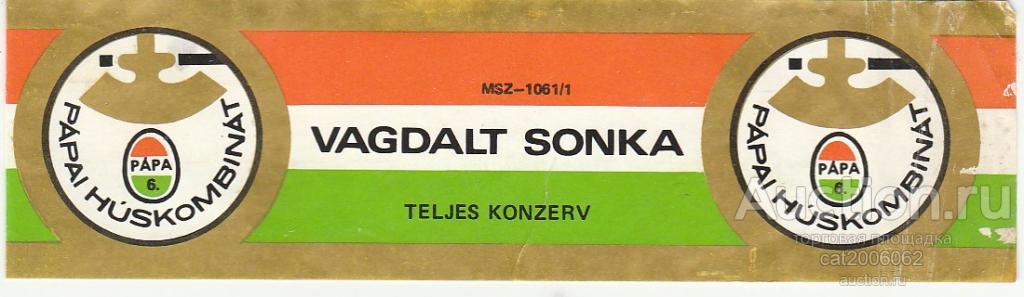 PÁPAI HÚSKOMBINÁT
PÁPA
6.
MSZ-1061/1
VAGDALT SONKA
TELJES KONZERV
PÁPAI HÚSKOMBINÁT
PÁPA
6.
Auction.ru
торговая площадка
cat2006062
auction.ru